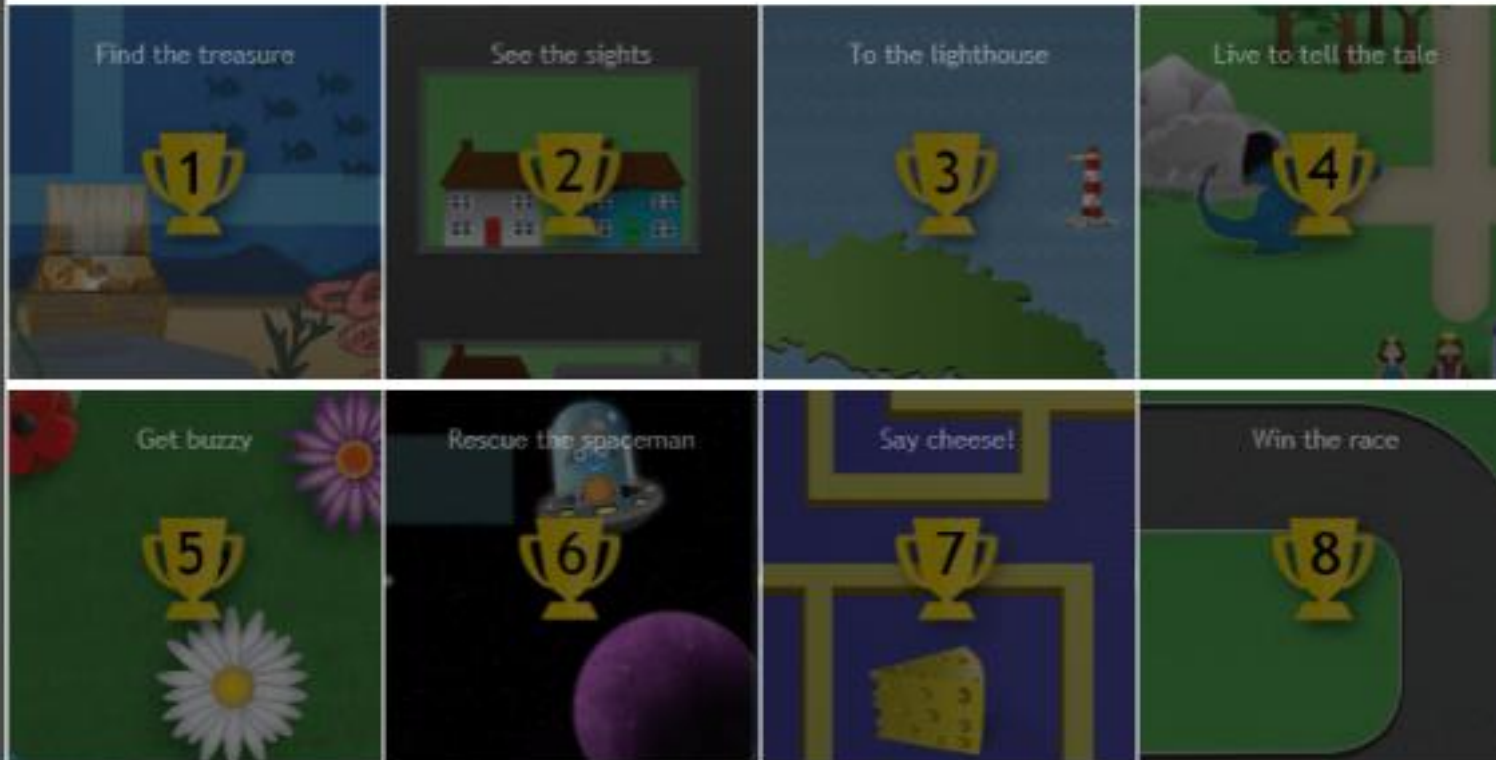 Find the treasure
See the sights
To the lighthouse
Live to tell the tale
1
2
3
4
Get buzzy
Rescue the spaceman
Say cheese!
Win the race
5
6
7
8